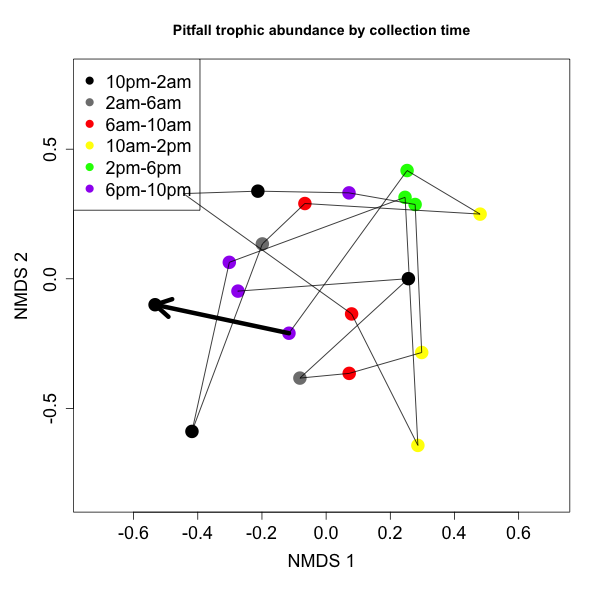 Pitfall trophic abundance by collection time
10pm-2am
2am-6am
6am-10am
10am-2pm
2pm-6pm
6pm-10pm
0.5
0.0
-0.5
NMDS 2
-0.6
-0.4
-0.2
0.0
0.2
0.4
0.6
NMDS 1